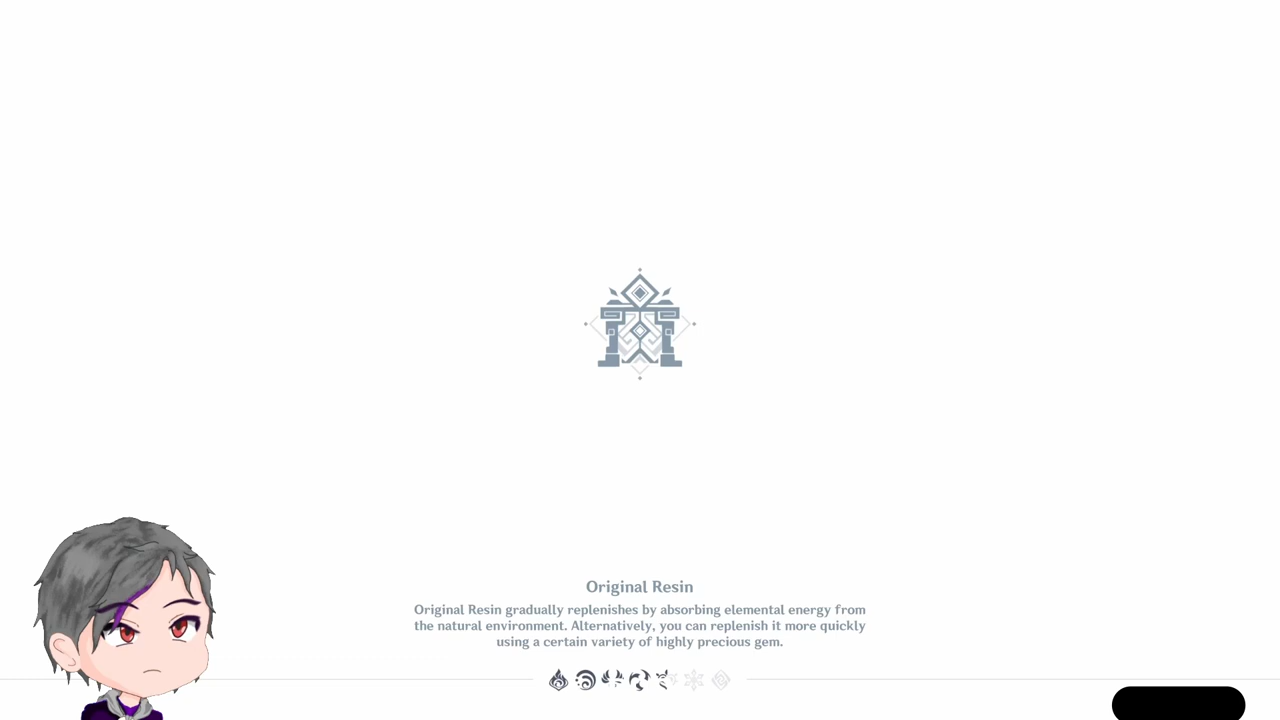 Original Resin
Original Resin gradually replenishes by absorbing elemental energy from
the natural environment. Alternatively, you can replenish it more quickly
using a certain variety of highly precious gem.